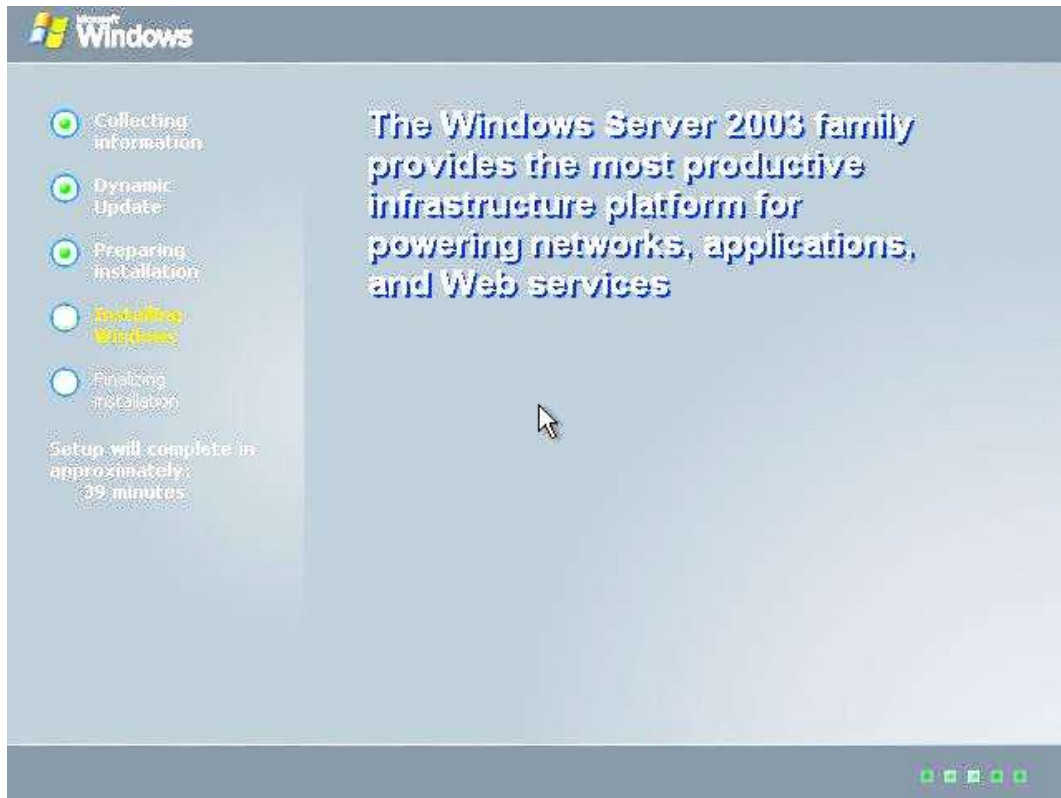 Microsoft
Windows
Collecting
information
Dynamic
Update
Preparing
installation
Installing
Windows
Finalizing
installation
Setup will complete in
approximately:
39 minutes
The Windows Server 2003 family
provides the most productive
infrastructure platform for
powering networks, applications,
and Web services